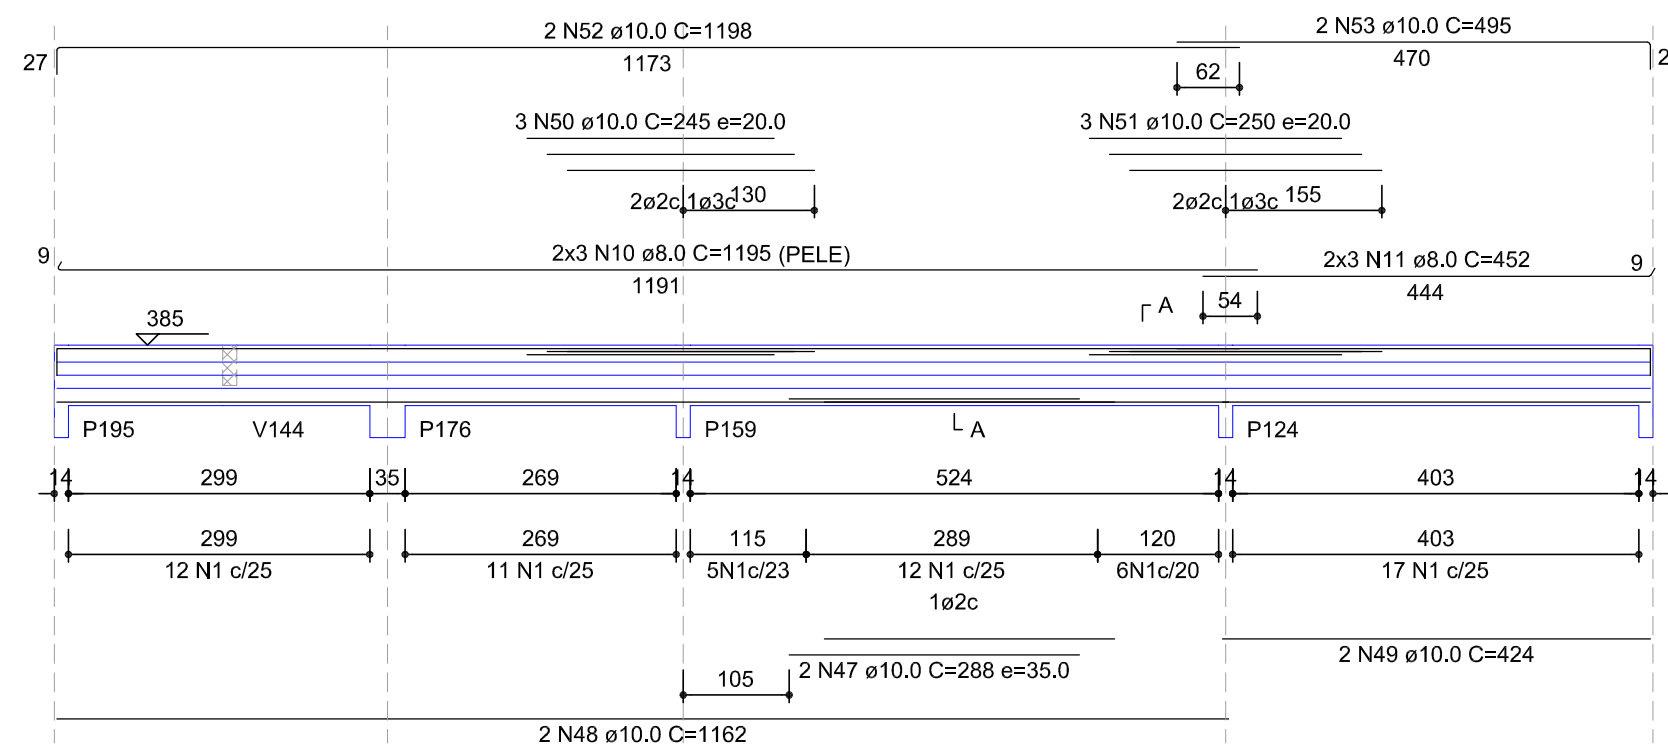 2 N52 ø10.0 C=1198
2 N53 ø10.0 C=495
27
1173
470
2
62
3 N50 ø10.0 C=245 e=20.0
3 N51 ø10.0 C=250 e=20.0
2ø2c 1ø3c
130
2ø2c 1ø3c
155
9
2x3 N10 ø8.0 C=1195 (PELE)
2x3 N11 ø8.0 C=452
9
1191
444
54
A
385
P195
V144
P176
P159
A
P124
14
299
35
269
14
524
14
403
14
299
269
115
289
120
403
12 N1 c/25
11 N1 c/25
5N1c/23
12 N1 c/25
6N1c/20
17 N1 c/25
1ø2c
2 N49 ø10.0 C=424
2 N47 ø10.0 C=288 e=35.0
105
2 N48 ø10.0 C=1162